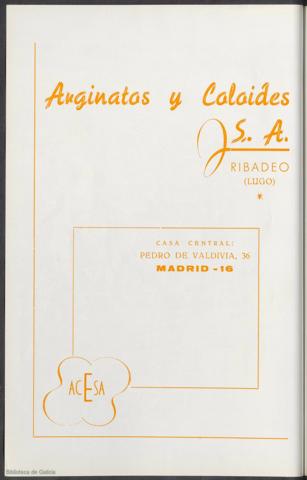 Arginatos y Coloides
S. A.
RIBADEO
(LUGO)
CASA CENTRAL:
PEDRO DE VALDIVIA, 36
MADRID - 16
ACESA
Biblioteca de Galicia